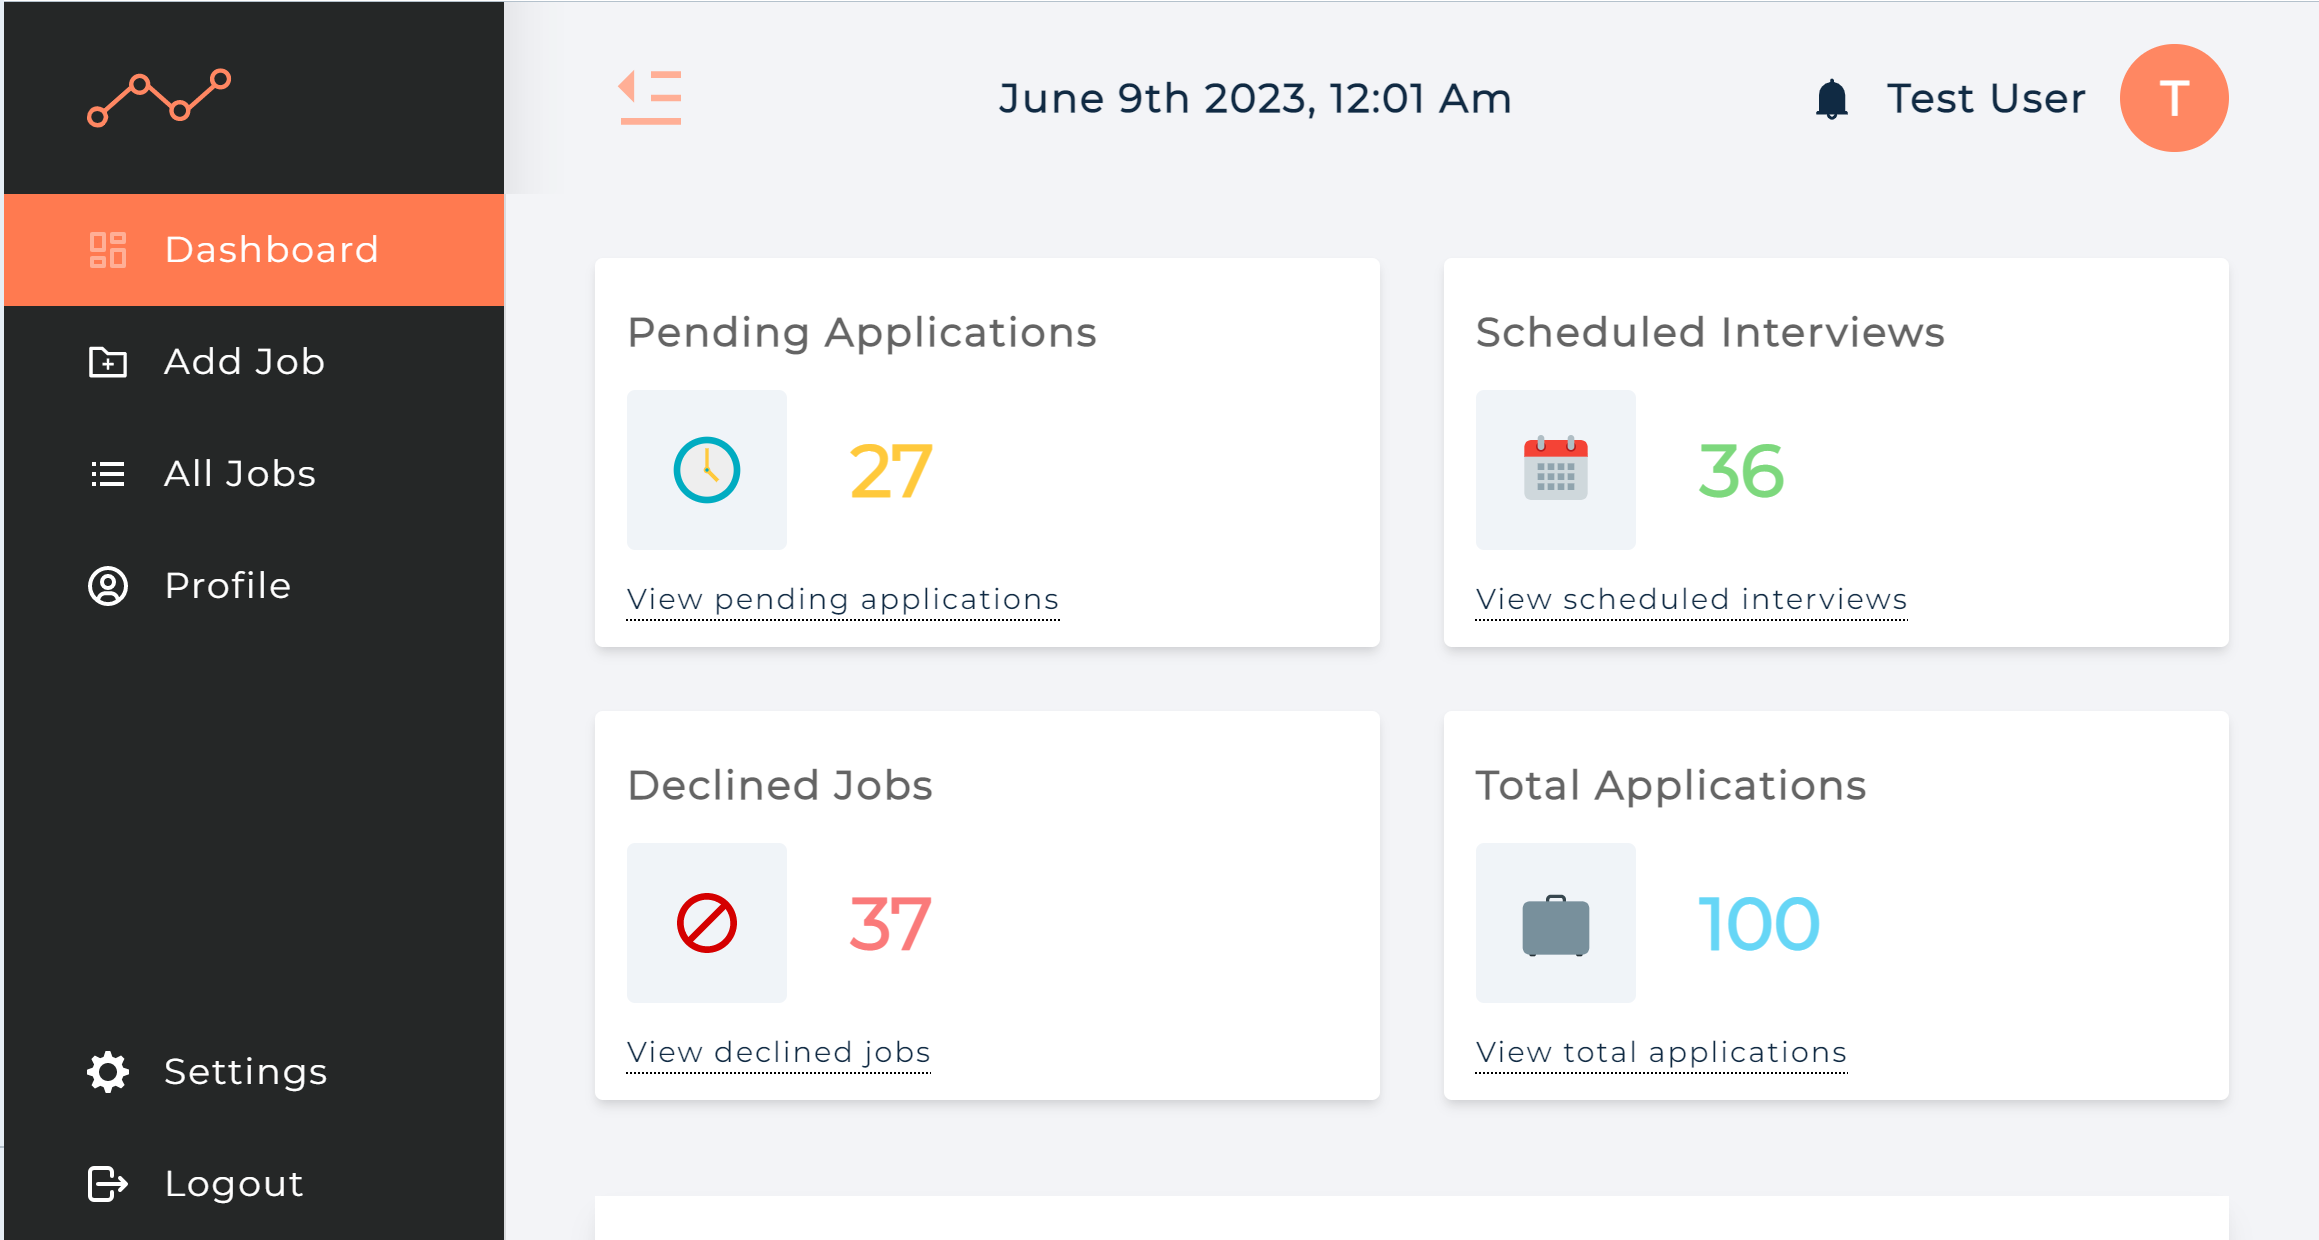 June 9th 2023, 12:01 Am
Test User
T
Dashboard
Add Job
All Jobs
Profile
Settings
Logout
Pending Applications
27
View pending applications
Scheduled Interviews
36
View scheduled interviews
Declined Jobs
37
View declined jobs
Total Applications
100
View total applications